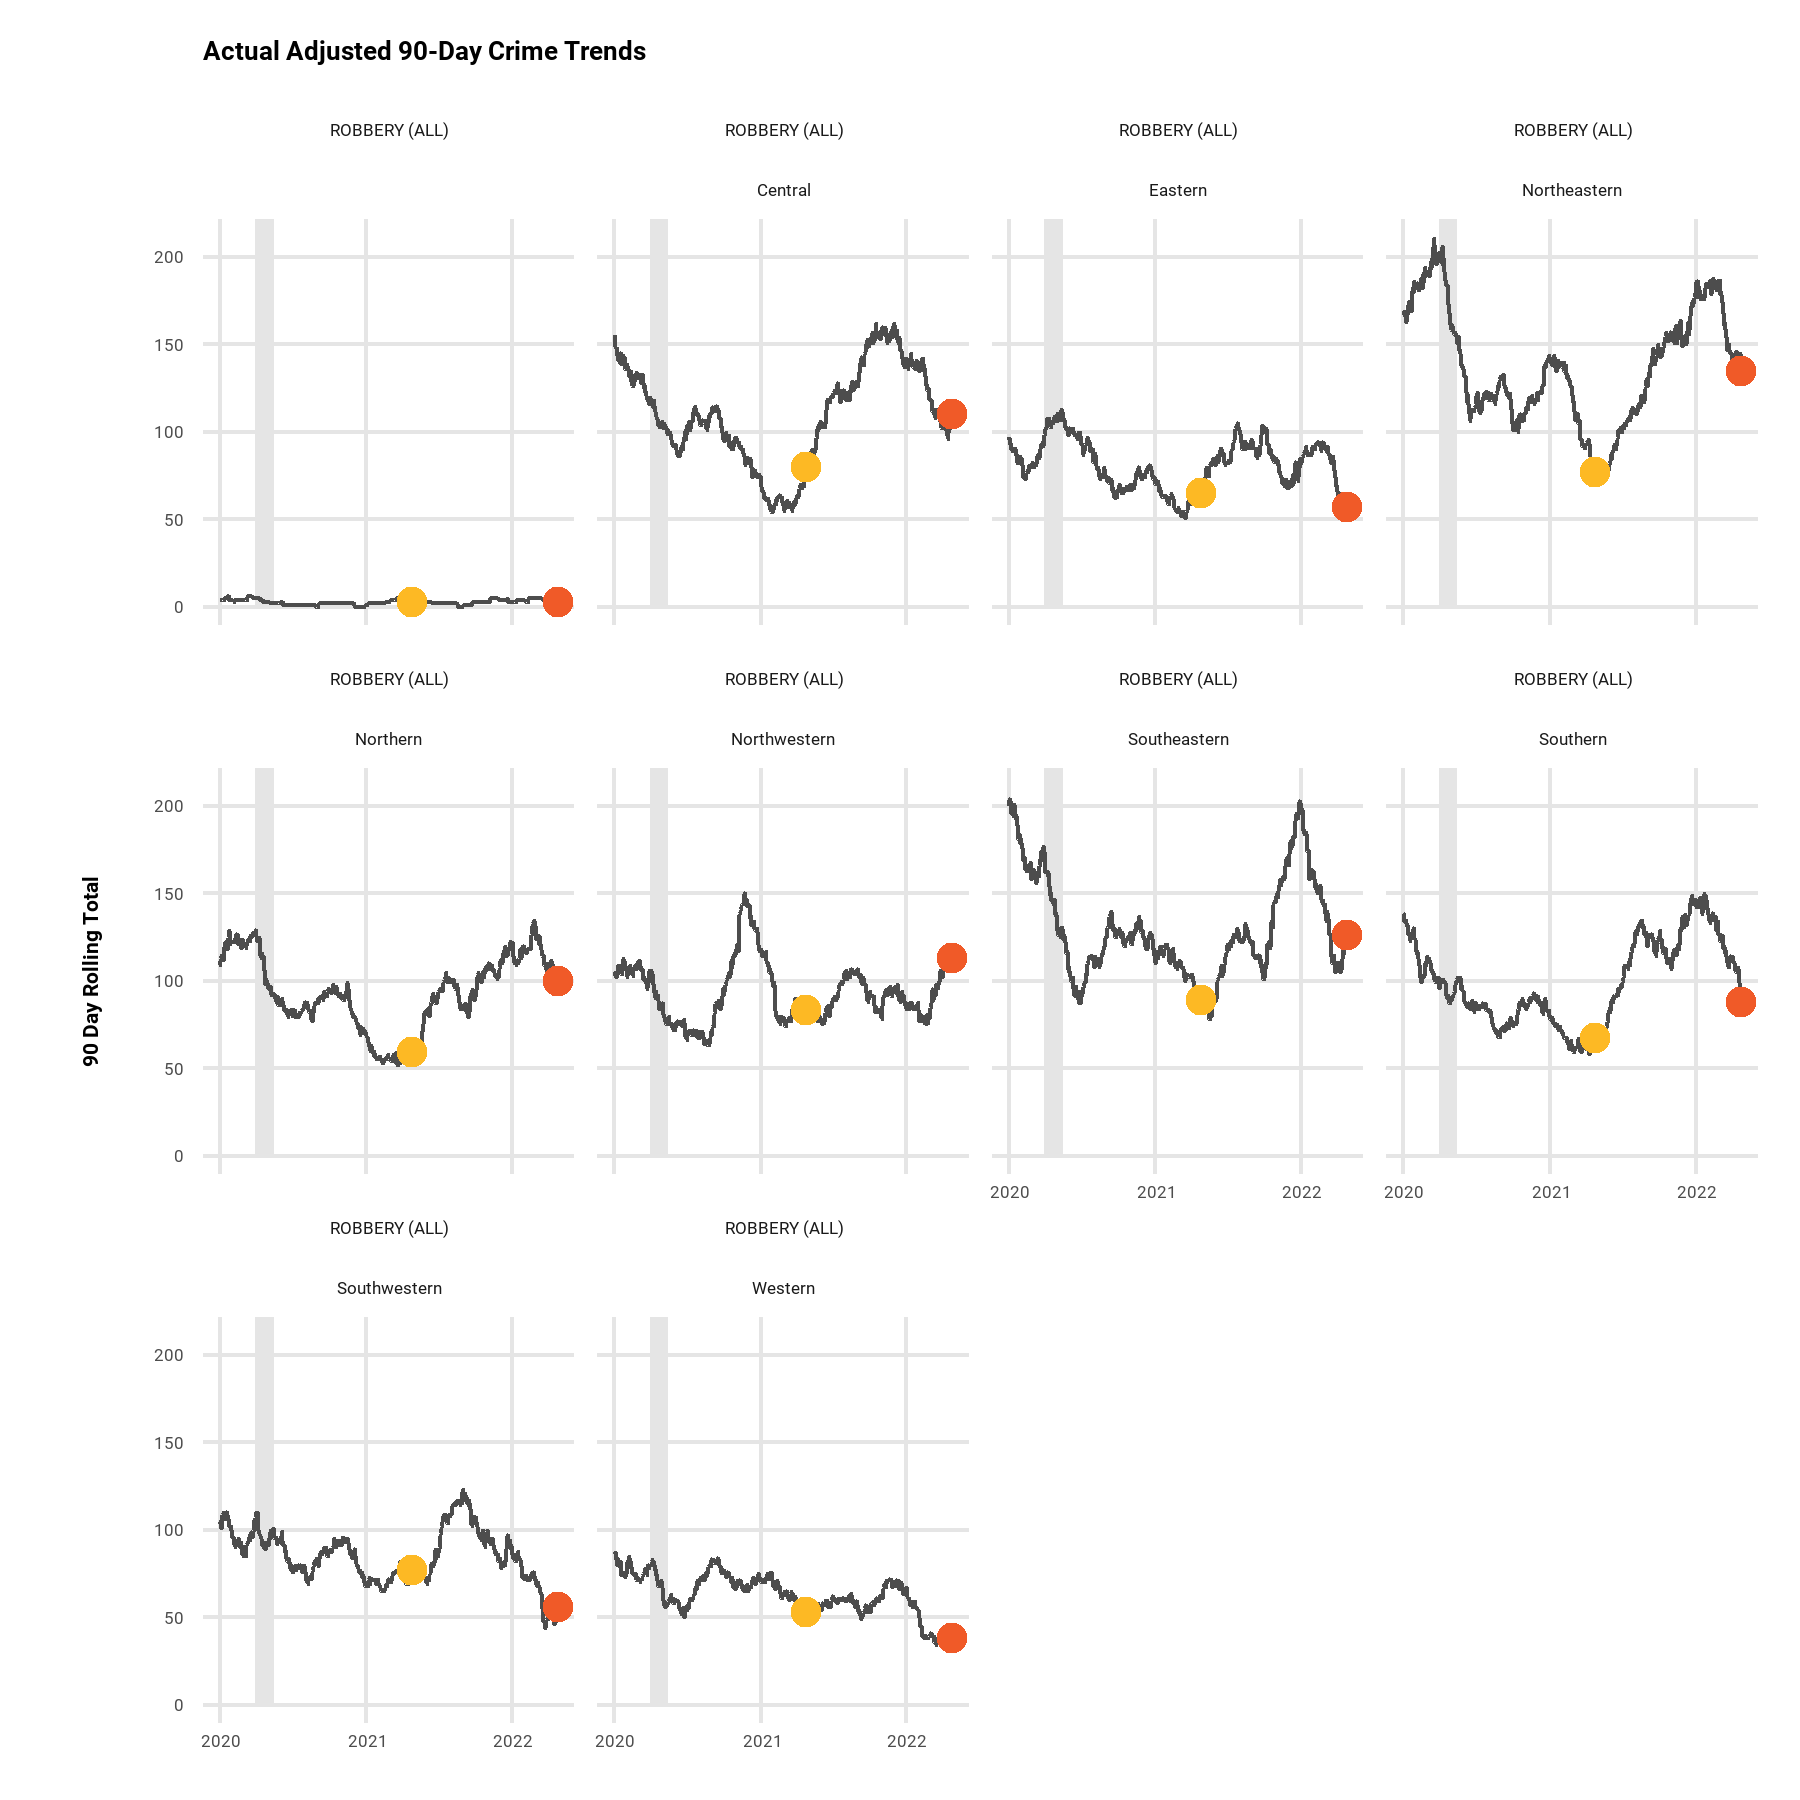 Actual Adjusted 90-Day Crime Trends
ROBBERY (ALL)
ROBBERY (ALL)
ROBBERY (ALL)
ROBBERY (ALL)
Central
Eastern
Northeastern
200
150
100
50
0
ROBBERY (ALL)
ROBBERY (ALL)
ROBBERY (ALL)
ROBBERY (ALL)
Northern
Northwestern
Southeastern
Southern
90 Day Rolling Total
200
150
100
50
0
2020
2021
2022
2020
2021
2022
ROBBERY (ALL)
ROBBERY (ALL)
Southwestern
Western
200
150
100
50
0
2020
2021
2022
2020
2021
2022